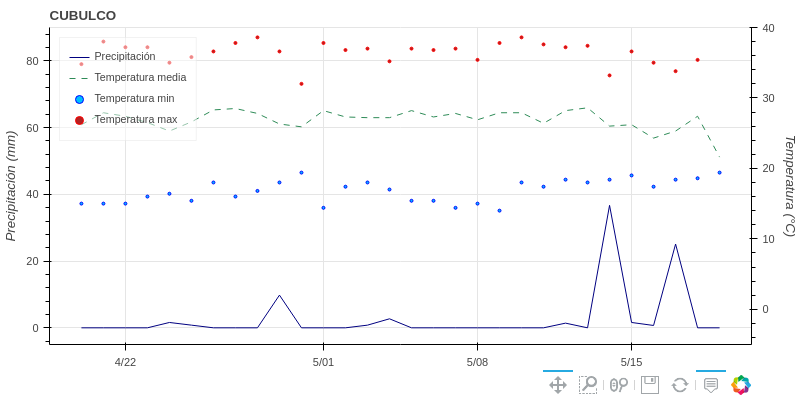 CUBULCO
Precipitación
Temperatura media
Temperatura min
Temperatura max
80
60
40
20
0
Precipitación (mm)
40
30
20
10
0
Temperatura (°C)
4/22
5/01
5/08
5/15